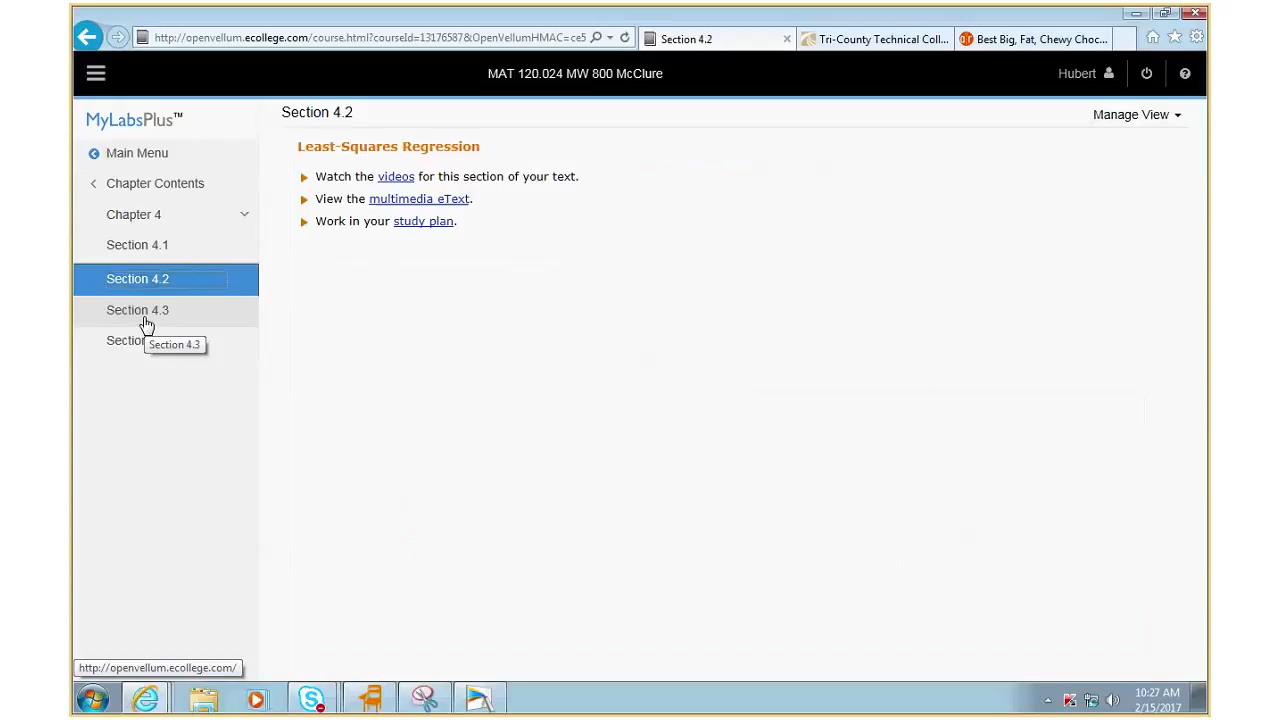 http://openvellum.ecollege.com/course.html?courseId=13176587&OpenVellumHMAC=ce5
Section 4.2
Tri-County Technical Coll...
Best Big, Fat, Chewy Choc...
MAT 120.024 MW 800 McClure
Hubert
MyLabsPlus™
Section 4.2
Manage View
Main Menu
Least-Squares Regression
Chapter Contents
Watch the videos for this section of your text.
View the multimedia eText.
Chapter 4
Work in your study plan.
Section 4.1
Section 4.2
Section 4.3
Section
Section 4.3
http://openvellum.ecollege.com/
10:27 AM
2/15/2017